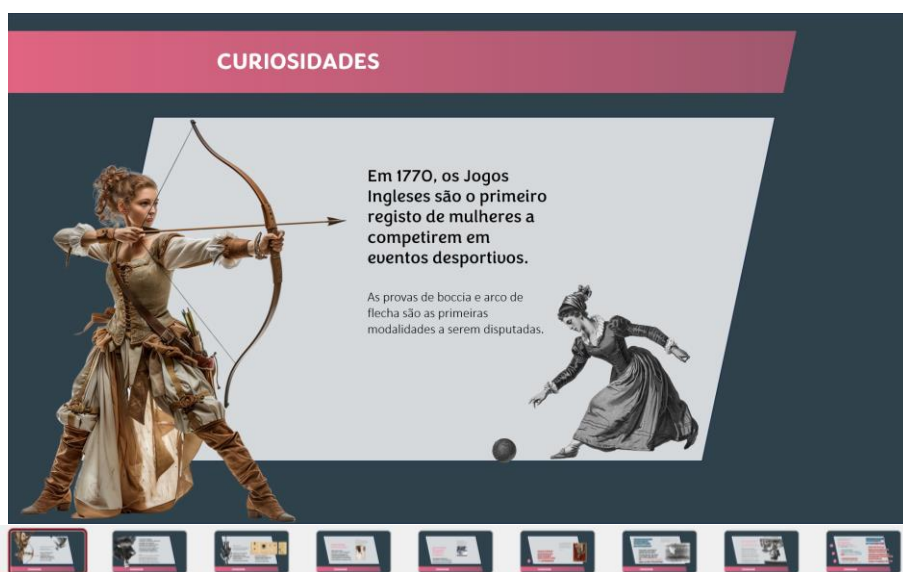 CURIOSIDADES
Em 1770, os Jogos
Ingleses são o primeiro
registo de mulheres a
competirem em
eventos desportivos.
As provas de boccia e arco de
flecha são as primeiras
modalidades a serem disputadas.